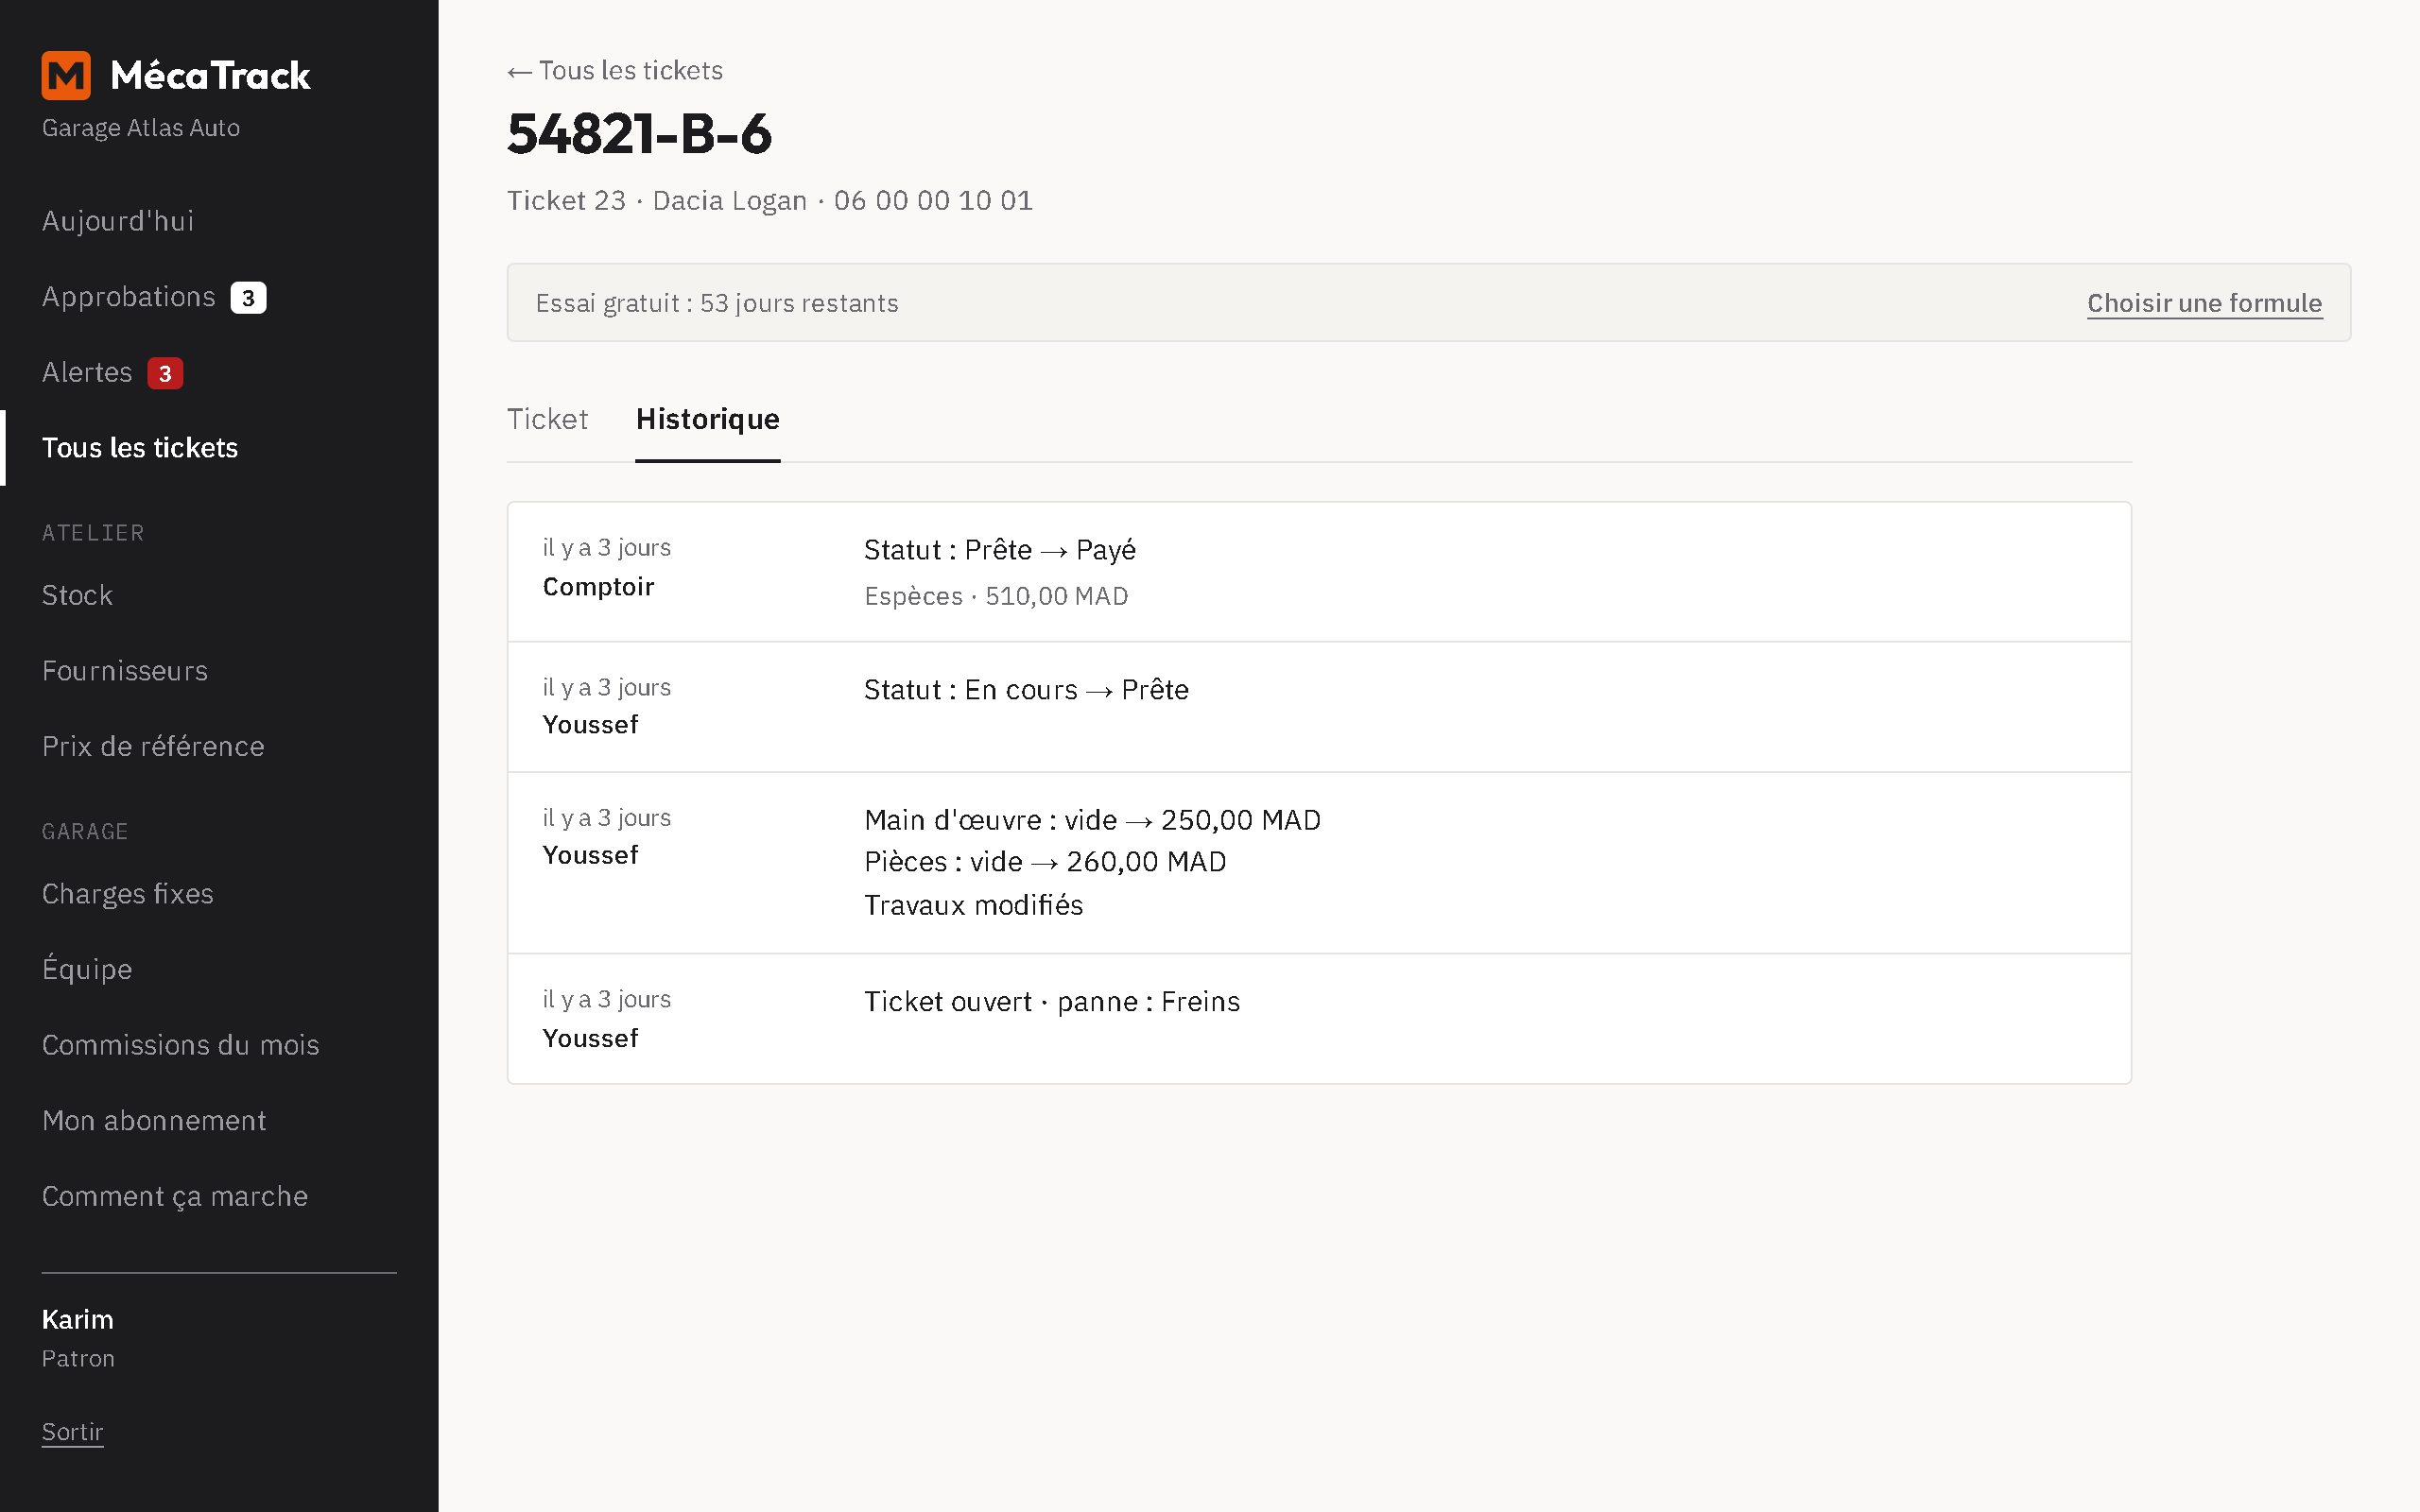 M MécaTrack
Garage Atlas Auto
Aujourd'hui
Approbations 3
Alertes 3
Tous les tickets
ATELIER
Stock
Fournisseurs
Prix de référence
GARAGE
Charges fixes
Équipe
Commissions du mois
Mon abonnement
Comment ça marche
Karim
Patron
Sortir
← Tous les tickets
54821-B-6
Ticket 23 · Dacia Logan · 06 00 00 10 01
Essai gratuit : 53 jours restants
Choisir une formule
Ticket
Historique
il y a 3 jours
Comptoir
Statut : Prête → Payé
Espèces · 510,00 MAD
il y a 3 jours
Youssef
Statut : En cours → Prête
il y a 3 jours
Youssef
Main d'œuvre : vide → 250,00 MAD
Pièces : vide → 260,00 MAD
Travaux modifiés
il y a 3 jours
Youssef
Ticket ouvert · panne : Freins